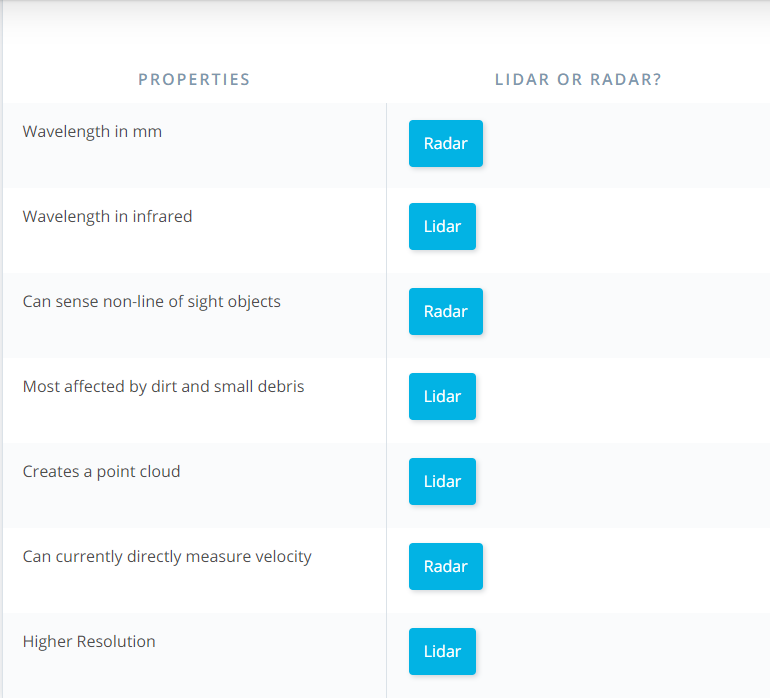 PROPERTIES
LIDAR OR RADAR?
Wavelength in mm
Radar
Wavelength in infrared
Lidar
Can sense non-line of sight objects
Radar
Most affected by dirt and small debris
Lidar
Creates a point cloud
Lidar
Can currently directly measure velocity
Radar
Higher Resolution
Lidar